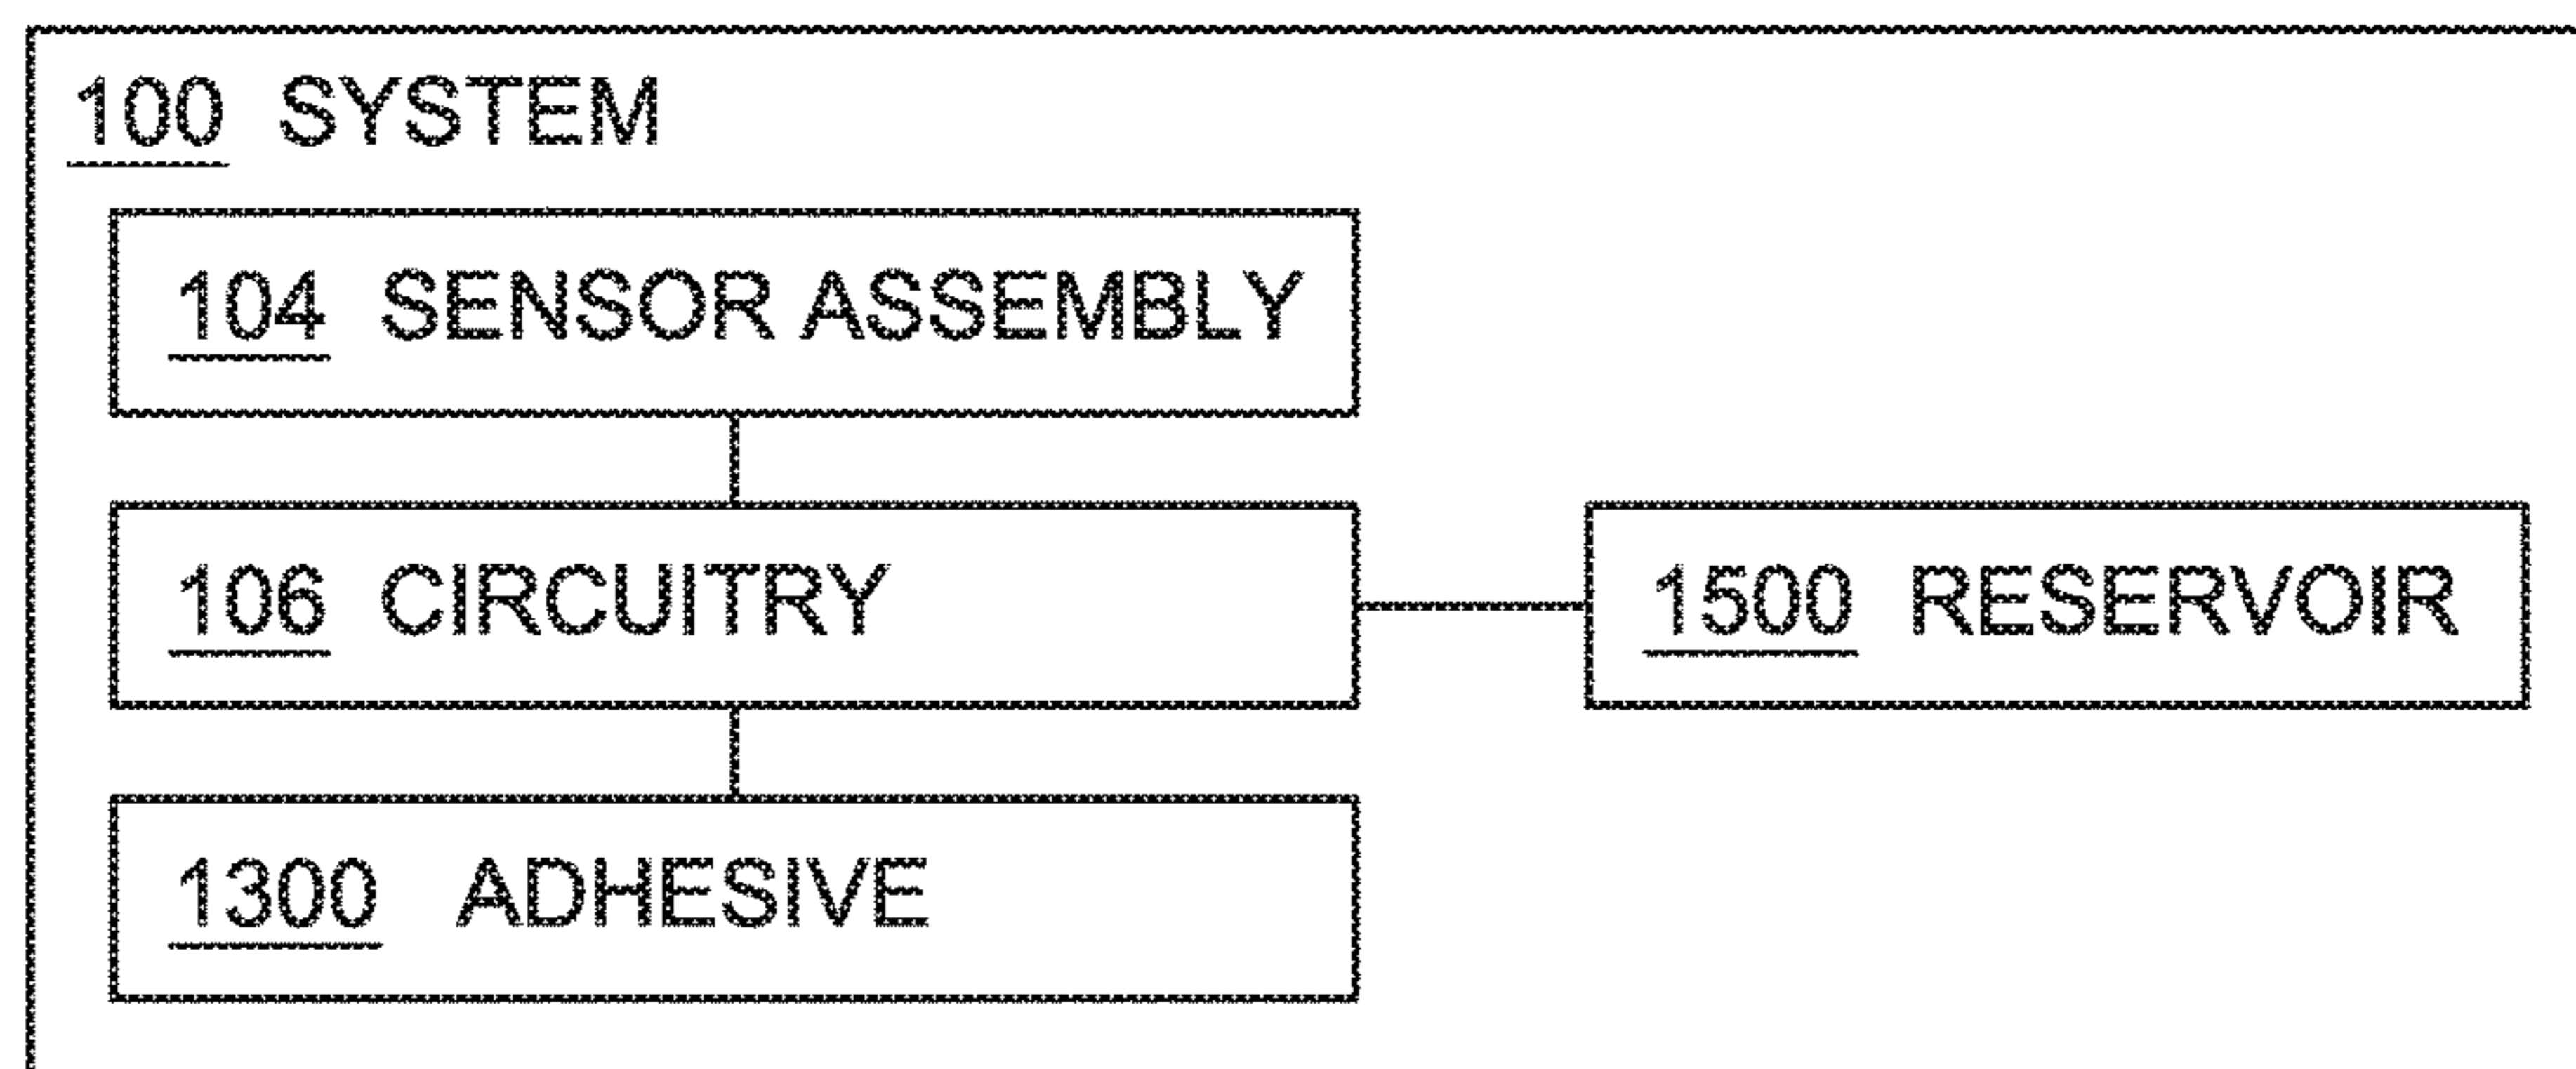 100 SYSTEM
104 SENSOR ASSEMBLY
106 CIRCUITRY
1500 RESERVOIR
1300 ADHESIVE